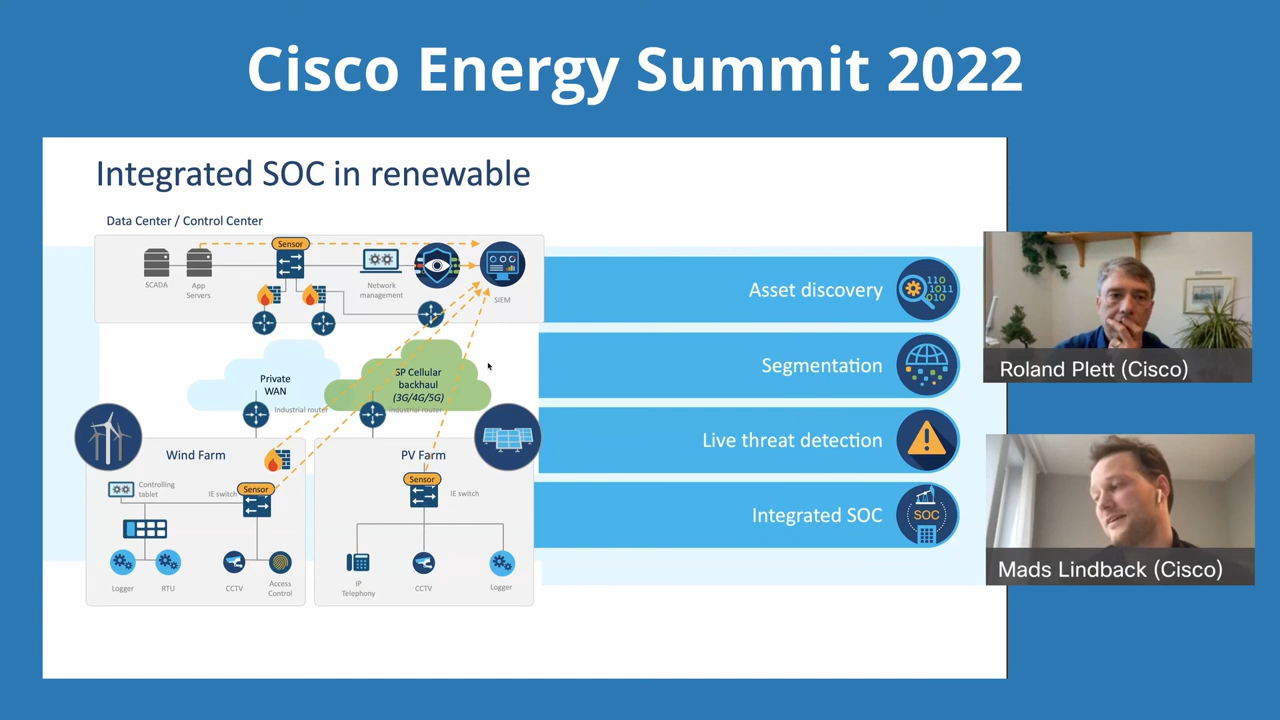 Cisco Energy Summit 2022
Integrated SOC in renewable
Data Center / Control Center
Sensor
SCADA
App
Servers
Network
management
SIEM
Private
WAN
SP Cellular
backhaul
(3G/4G/5G)
Industrial router
Industrial router
Wind Farm
Controlling
tablet
IE switch
Sensor
Logger
RTU
CCTV
Access
Control
PV Farm
Sensor
IE switch
IP
Telephony
CCTV
Logger
Asset discovery
110
1011
010
Segmentation
Live threat detection
Integrated SOC
SOC
Roland Plett (Cisco)
Mads Lindback (Cisco)